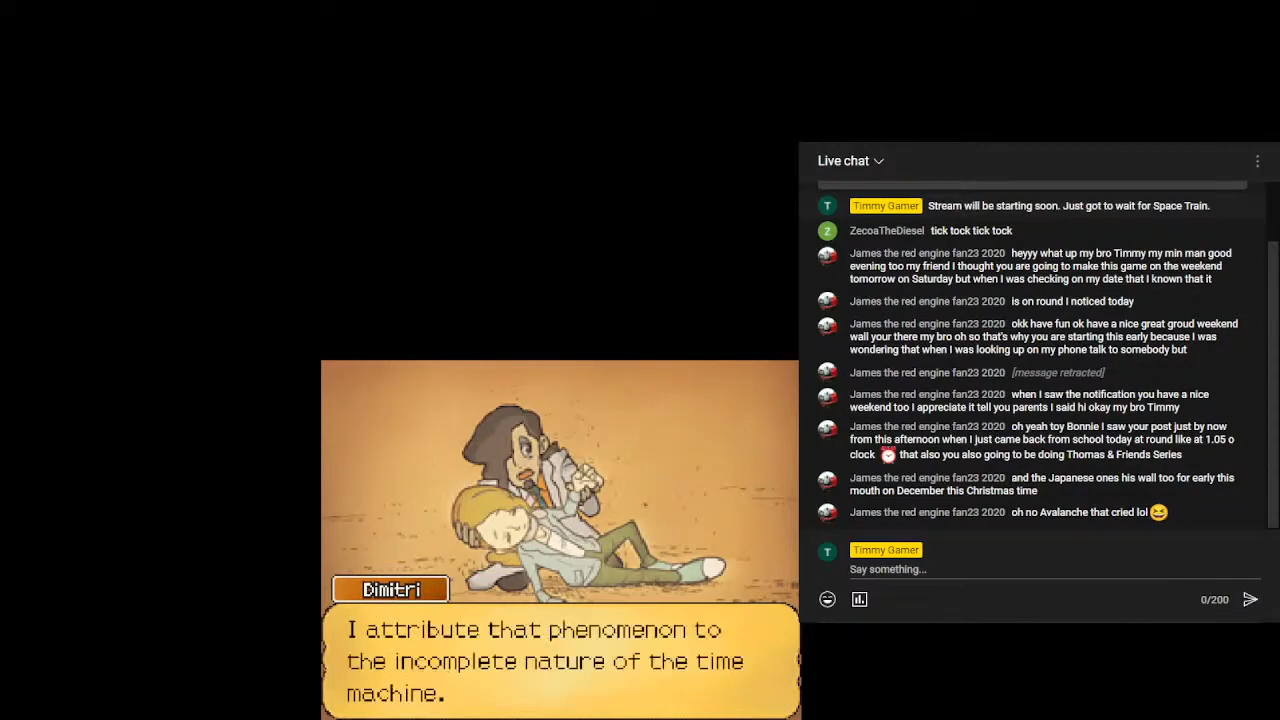 Live chat
Timmy Gamer Stream will be starting soon. Just got to wait for Space Train.
Z ZecoaTheDiesel tick tock tick tock
James the red engine fan23 2020 heyyy what up my bro Timmy my min man good
evening too my friend I thought you are going to make this game on the weekend
tomorrow on Saturday but when I was checking on my date that I known that it
James the red engine fan23 2020 is on round I noticed today
James the red engine fan23 2020 okk have fun ok have a nice great groud weekend
wall your there my bro oh so that's why you are starting this early because I was
wondering that when I was looking up on my phone talk to somebody but
James the red engine fan23 2020 [message retracted]
James the red engine fan23 2020 when I saw the notification you have a nice
weekend too I appreciate it tell you parents I said hi okay my bro Timmy
James the red engine fan23 2020 oh yeah toy Bonnie I saw your post just by now
from this afternoon when I just came back from school today at round like at 1.05 o
clock ⏰ that also you also going to be doing Thomas & Friends Series
James the red engine fan23 2020 and the Japanese ones his wall too for early this
mouth on December this Christmas time
James the red engine fan23 2020 oh no Avalanche that cried lol😆
T Timmy Gamer
Say something...
0/200
Dimitri
I attribute that phenomenon to
the incomplete nature of the time
machine.